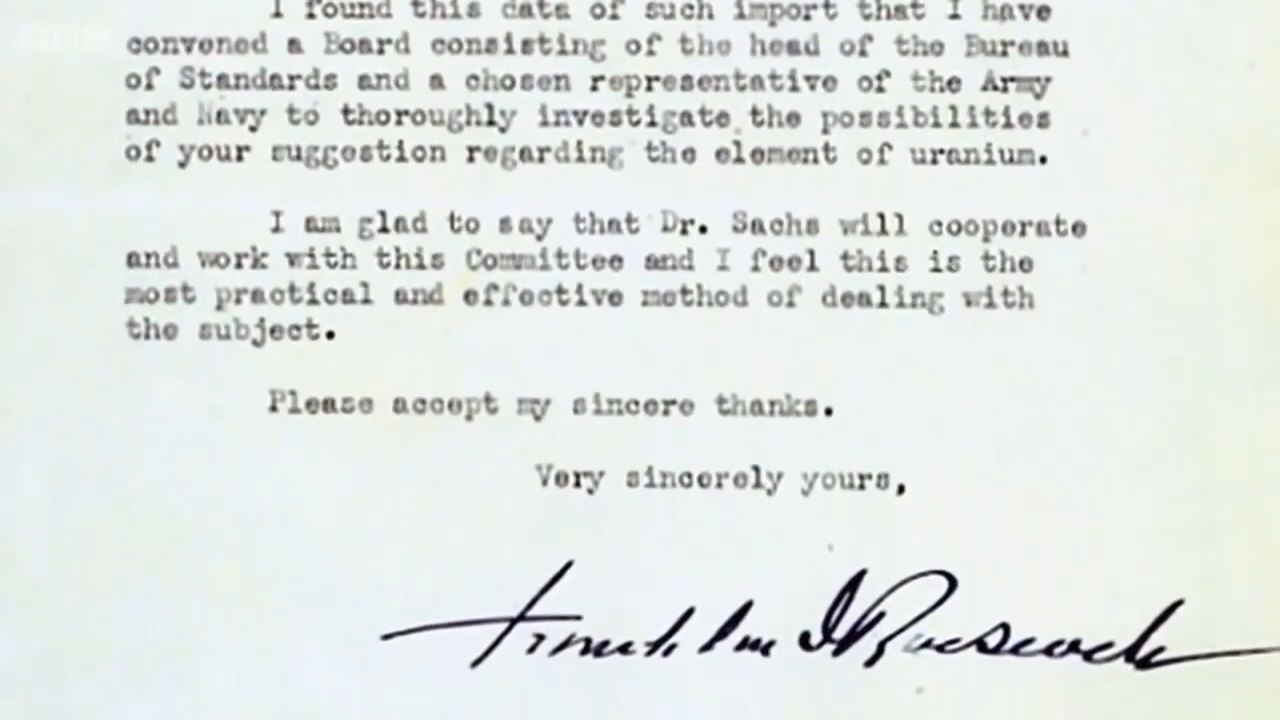 I found this data of such import that I have
convened a Board consisting of the head of the Bureau
of Standards and a chosen representative of the Army
and Navy to thoroughly investigate the possibilities
of your suggestion regarding the element of uranium.
I am glad to say that Dr. Sachs will cooperate
and work with this Committee and I feel this is the
most practical and effective method of dealing with
the subject.
Please accept my sincere thanks.
Very sincerely yours,
Franklin D Roosevelt